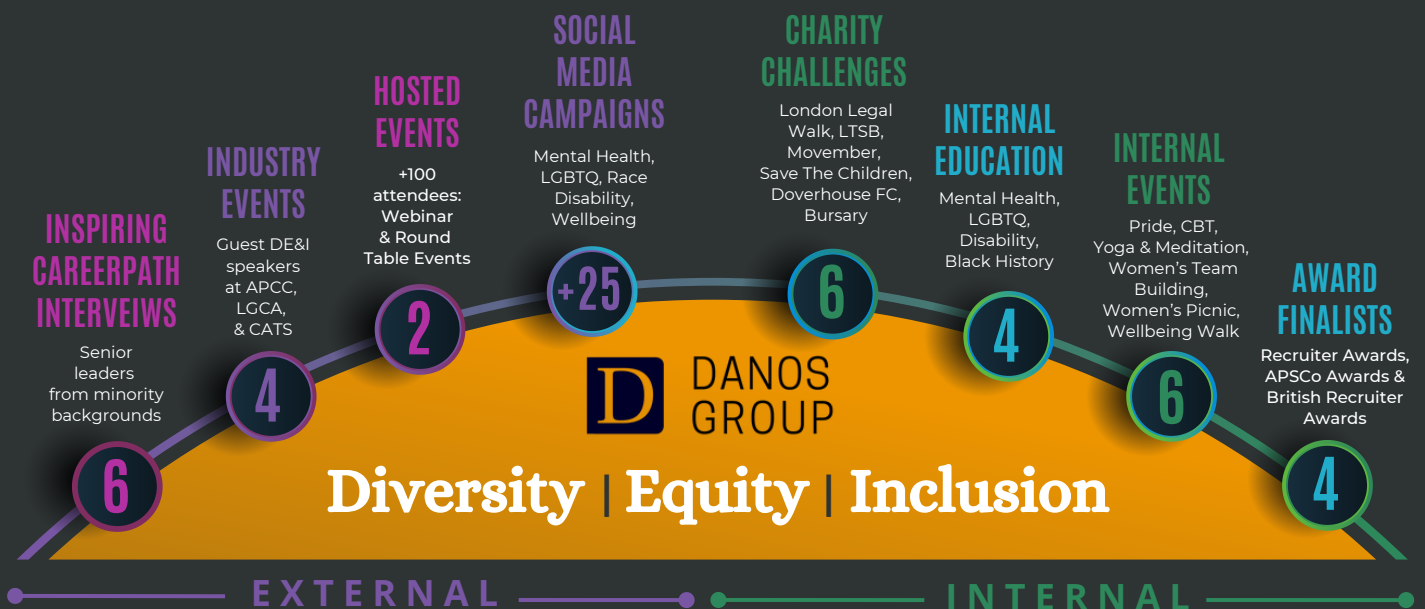 INSPIRING
CAREERPATH
INTERVEIWS
Senior
leaders
from minority
backgrounds
6
INDUSTRY
EVENTS
Guest DE&I
speakers
at APCC,
LGCA,
& CATS
4
HOSTED
EVENTS
+100
attendees:
Webinar
& Round
Table Events
2
SOCIAL
MEDIA
CAMPAIGNS
Mental Health,
LGBTQ, Race
Disability,
Wellbeing
+25
CHARITY
CHALLENGES
London Legal
Walk, LTSB,
Movember,
Save The Children,
Doverhouse FC,
Bursary
6
INTERNAL
EDUCATION
Mental Health,
LGBTQ,
Disability,
Black History
4
INTERNAL
EVENTS
Pride, CBT,
Yoga & Meditation,
Women's Team
Building,
Women's Picnic,
Wellbeing Walk
6
AWARD
FINALISTS
Recruiter Awards,
APSCo Awards &
British Recruiter
Awards
4
D
DANOS
GROUP
Diversity | Equity | Inclusion
EXTERNAL
INTERNAL